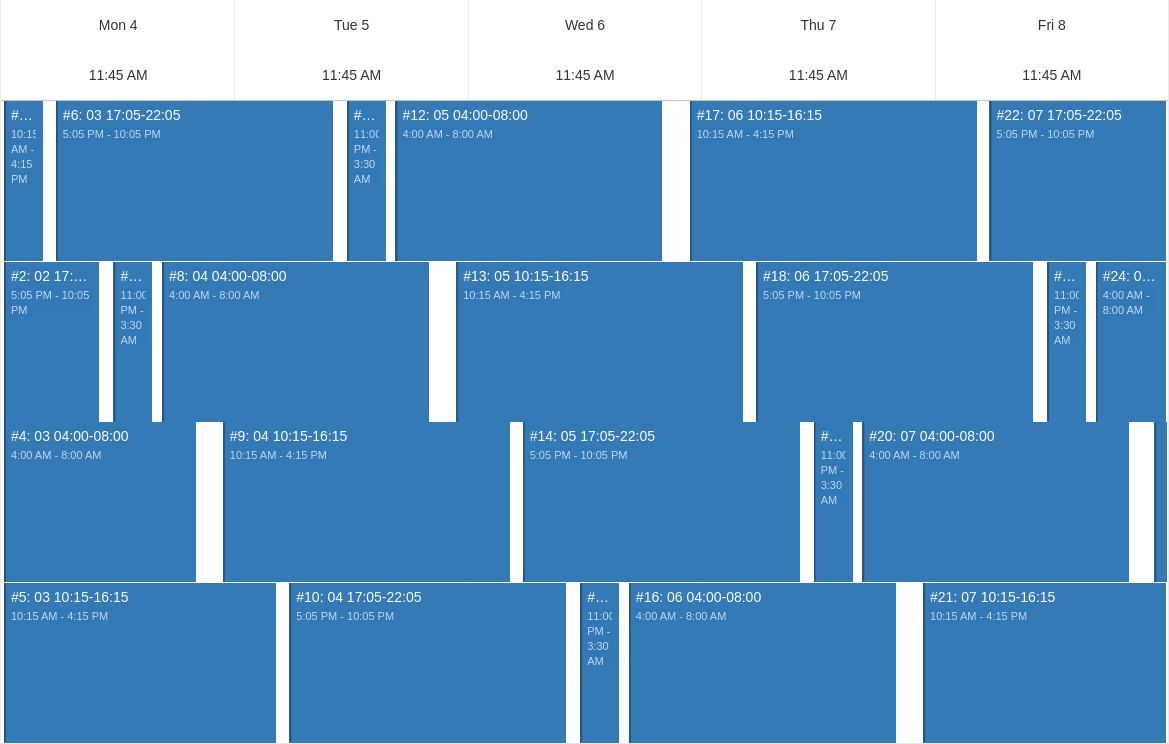 Mon 4
Tue 5
Wed 6
Thu 7
Fri 8
11:45 AM
11:45 AM
11:45 AM
11:45 AM
11:45 AM
#...
10:15
AM -
4:15
PM
#6: 03 17:05-22:05
5:05 PM - 10:05 PM
#...
11:00
PM -
3:30
AM
#12: 05 04:00-08:00
4:00 AM - 8:00 AM
#17: 06 10:15-16:15
10:15 AM - 4:15 PM
#22: 07 17:05-22:05
5:05 PM - 10:05 PM
#2: 02 17:...
5:05 PM - 10:05
PM
#...
11:00
PM -
3:30
AM
#8: 04 04:00-08:00
4:00 AM - 8:00 AM
#13: 05 10:15-16:15
10:15 AM - 4:15 PM
#18: 06 17:05-22:05
5:05 PM - 10:05 PM
#...
11:00
PM -
3:30
AM
#24: 0...
4:00 AM -
8:00 AM
#4: 03 04:00-08:00
4:00 AM - 8:00 AM
#9: 04 10:15-16:15
10:15 AM - 4:15 PM
#14: 05 17:05-22:05
5:05 PM - 10:05 PM
#...
11:00
PM -
3:30
AM
#20: 07 04:00-08:00
4:00 AM - 8:00 AM
#5: 03 10:15-16:15
10:15 AM - 4:15 PM
#10: 04 17:05-22:05
5:05 PM - 10:05 PM
#...
11:00
PM -
3:30
AM
#16: 06 04:00-08:00
4:00 AM - 8:00 AM
#21: 07 10:15-16:15
10:15 AM - 4:15 PM